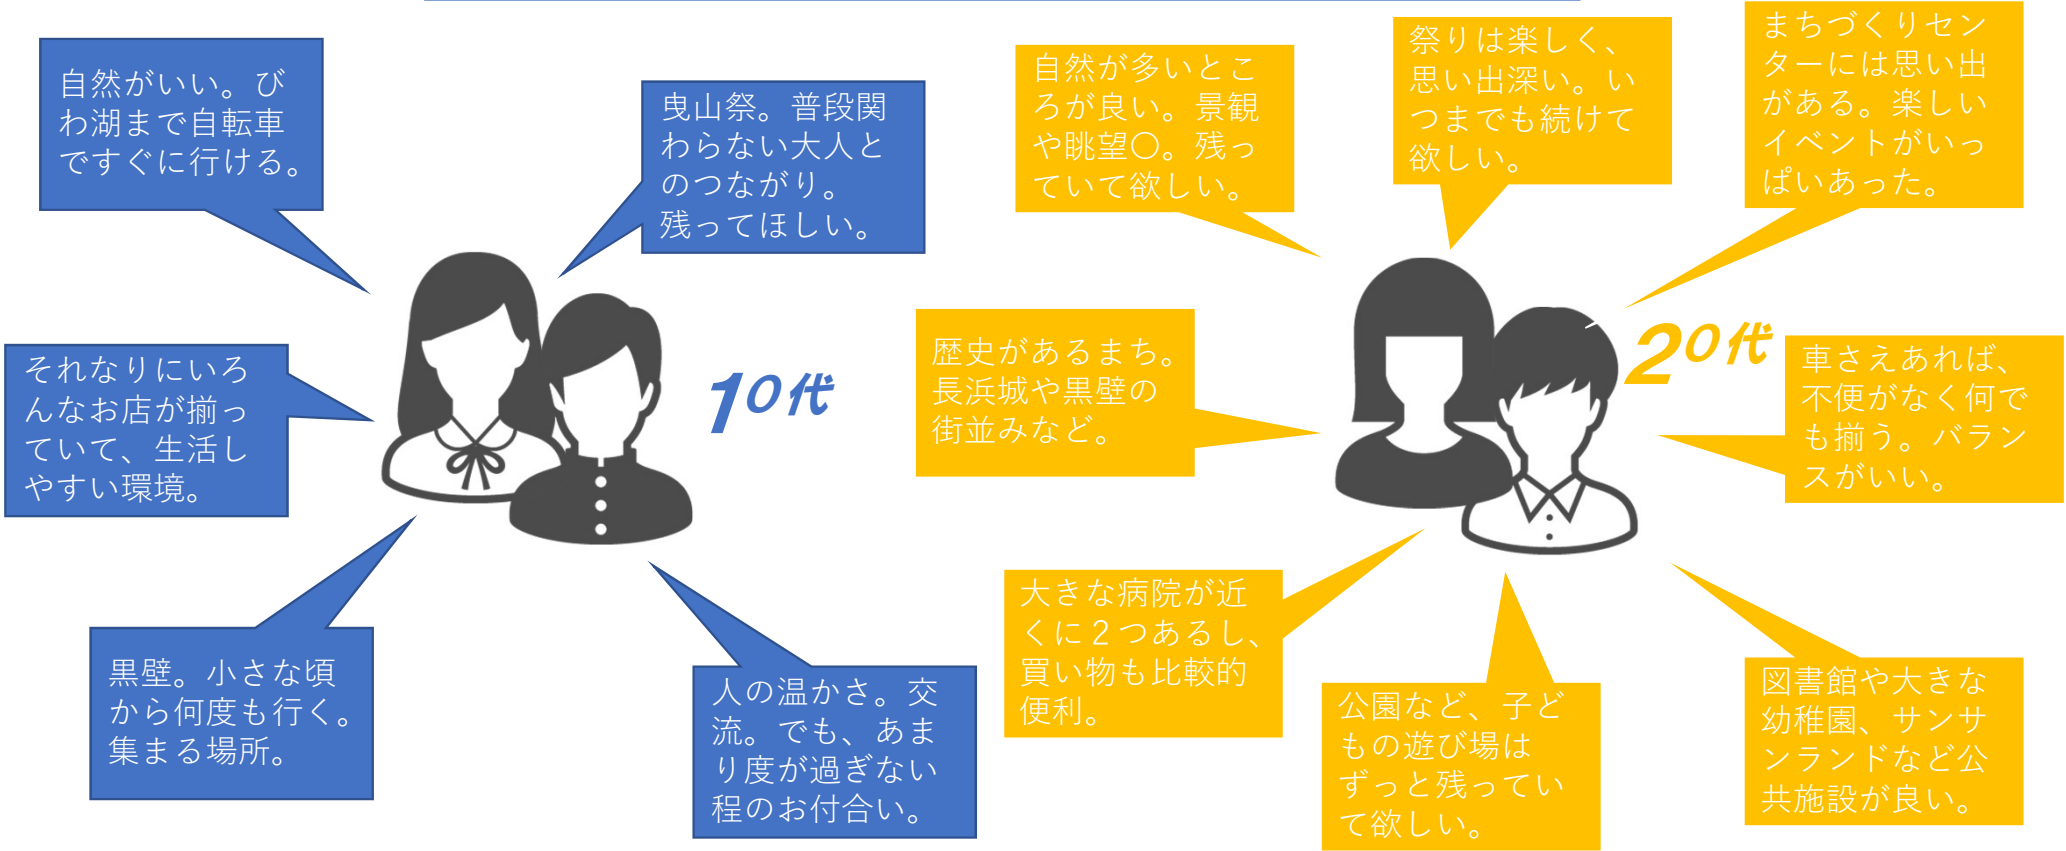 自然がいい。び
わ湖まで自転車
ですぐに行ける。
曳山祭。普段関
わらない大人と
のつながり。
残ってほしい。
それなりにいろ
んなお店が揃っ
ていて、生活し
やすい環境。
10代
黒壁。小さな頃
から何度も行く。
集まる場所。
人の温かさ。交
流。でも、あま
り度が過ぎない
程のお付合い。
自然が多いとこ
ろが良い。景観
や眺望〇。残っ
ていて欲しい。
祭りは楽しく、
思い出深い。い
つまでも続けて
欲しい。
まちづくりセン
ターには思い出
がある。楽しい
イベントがいっ
ぱいあった。
歴史があるまち。
長浜城や黒壁の
街並みなど。
20代
車さえあれば、
不便がなく何で
も揃う。バラン
スがいい。
大きな病院が近
くに２つあるし、
買い物も比較的
便利。
公園など、子ど
もの遊び場は
ずっと残ってい
て欲しい。
図書館や大きな
幼稚園、サンサ
ンランドなど公
共施設が良い。